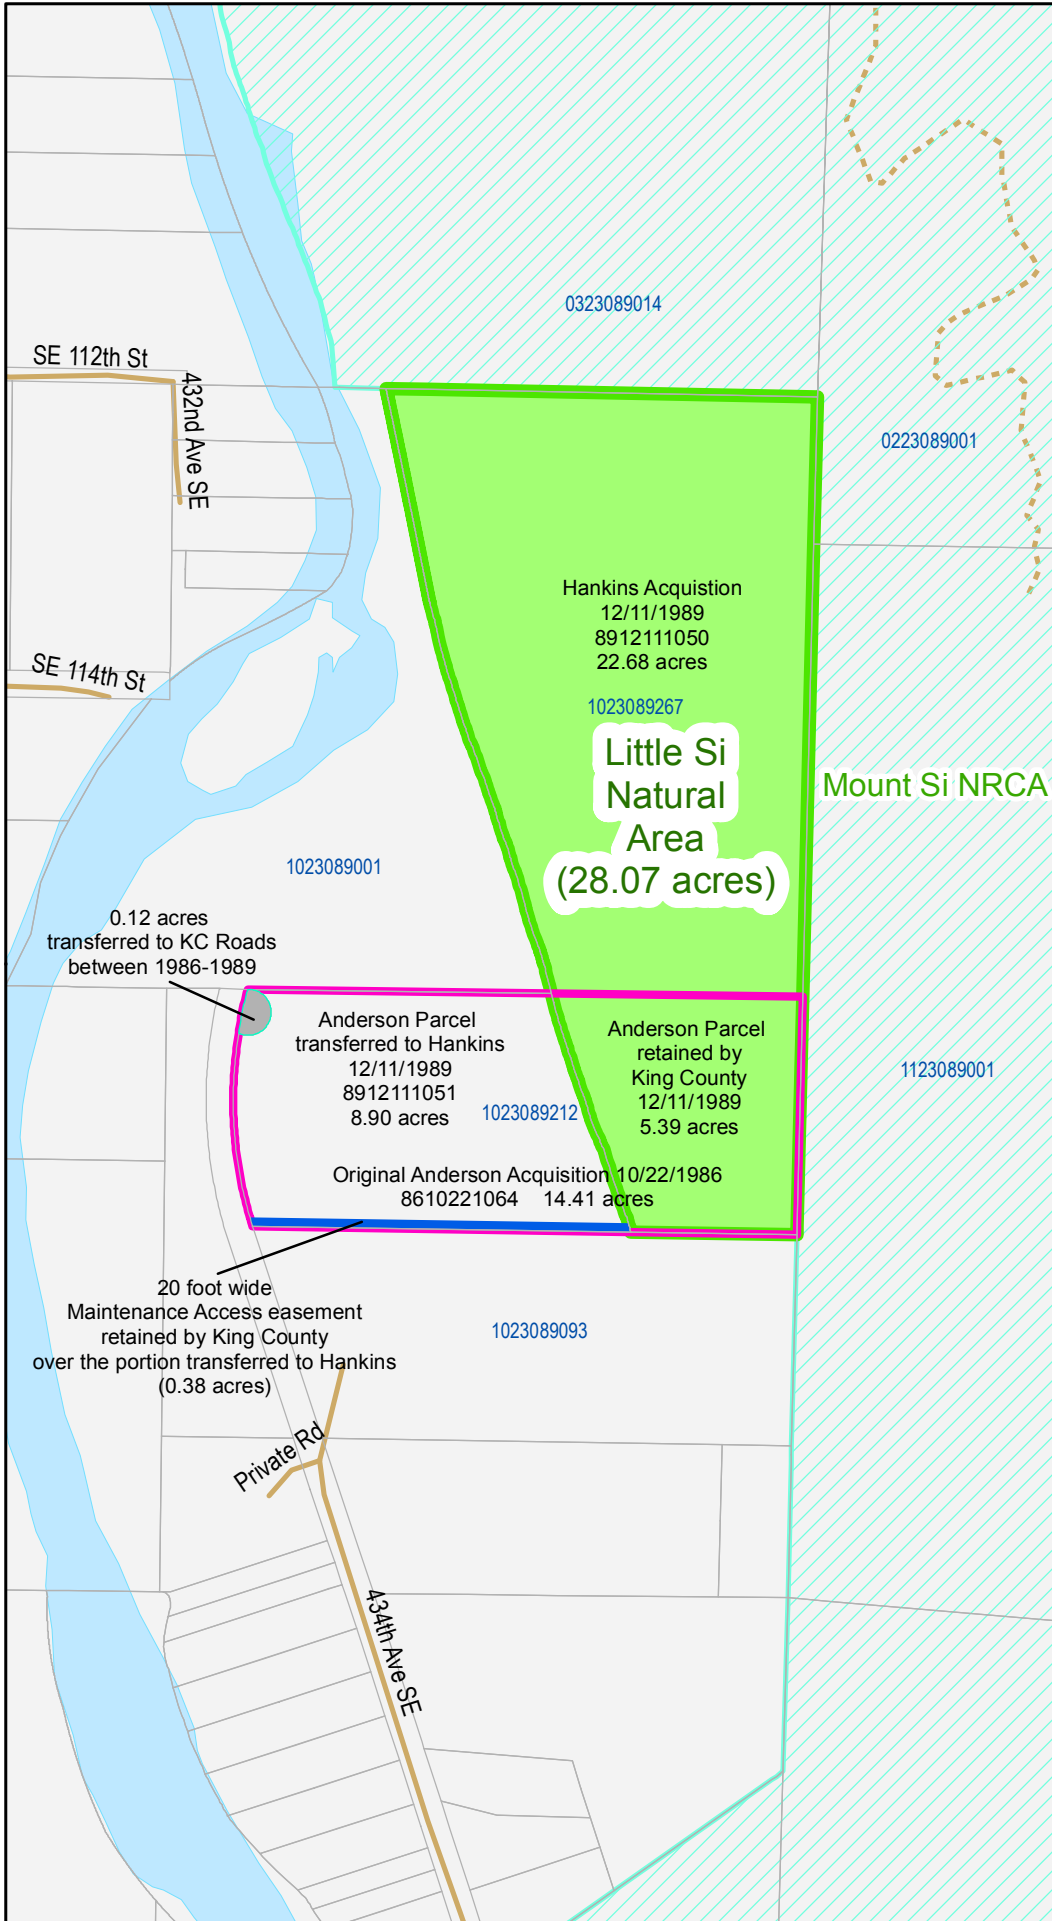 0323089014
SE 112th St
432nd Ave SE
0223089001
Hankins Acquistion
12/11/1989
8912111050
22.68 acres
SE 114th St
1023089267
Little Si
Natural
Area
(28.07 acres)
Mount Si NRCA
1023089001
0.12 acres
transferred to KC Roads
between 1986-1989
Anderson Parcel
transferred to Hankins
12/11/1989
8912111051
8.90 acres
Anderson Parcel
retained by
King County
12/11/1989
5.39 acres
1123089001
1023089212
Original Anderson Acquisition 10/22/1986
8610221064 14.41 acres
20 foot wide
Maintenance Access easement
retained by King County
over the portion transferred to Hankins
(0.38 acres)
1023089093
Private Rd
434th Ave SE